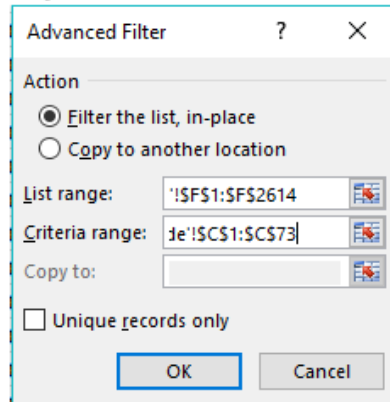 Advanced Filter ? ×
Action
Filter the list, in-place
Copy to another location
List range: '!$F$1:$F$2614
Criteria range: de'!$C$1:$C$73
Copy to:
Unique records only
OK Cancel